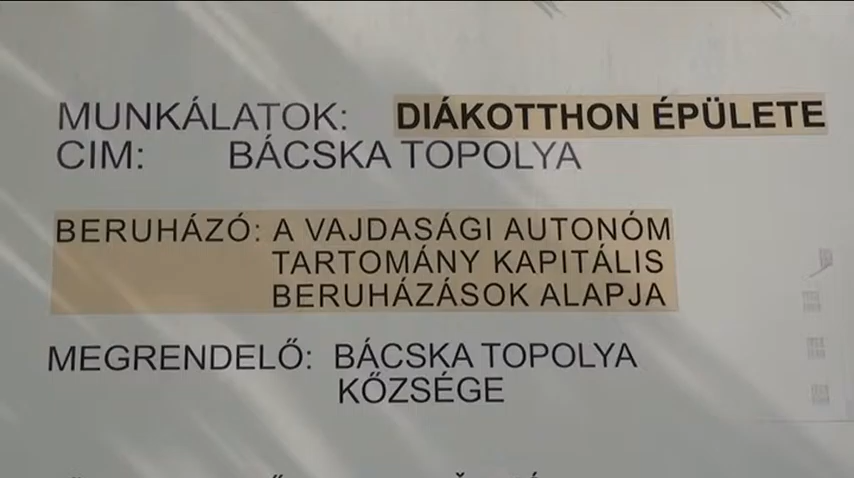 MUNKÁLATOK: DIÁKOTTHON ÉPÜLETE
CIM: BÁCSKA TOPOLYA
BERUHÁZÓ: A VAJDASÁGI AUTONÓM
TARTOMÁNY KAPITÁLIS
BERUHÁZÁSOK ALAPJA
MEGRENDELŐ: BÁCSKA TOPOLYA
KŐZSÉGE